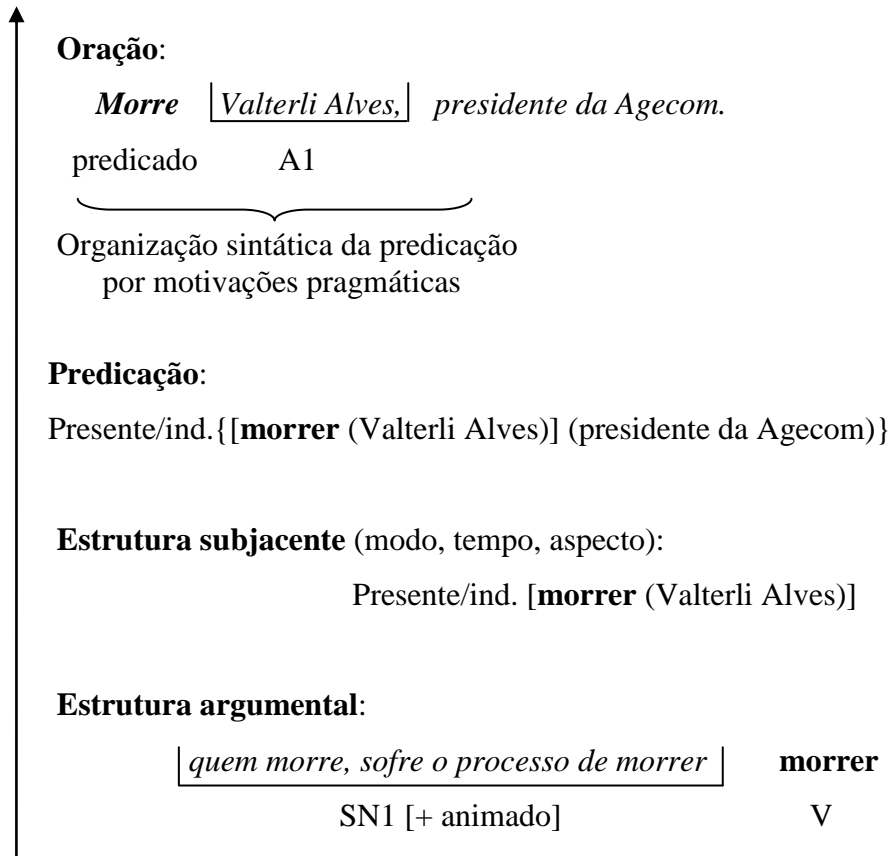 Oração:
Morre Valterli Alves, presidente da Agecom.
predicado A1
Organização sintática da predicação
por motivações pragmáticas
Predicação:
Presente/ind.{[morrer (Valterli Alves)] (presidente da Agecom)}
Estrutura subjacente (modo, tempo, aspecto):
Presente/ind. [morrer (Valterli Alves)]
Estrutura argumental:
quem morre, sofre o processo de morrer morrer
SN1 [+ animado] V